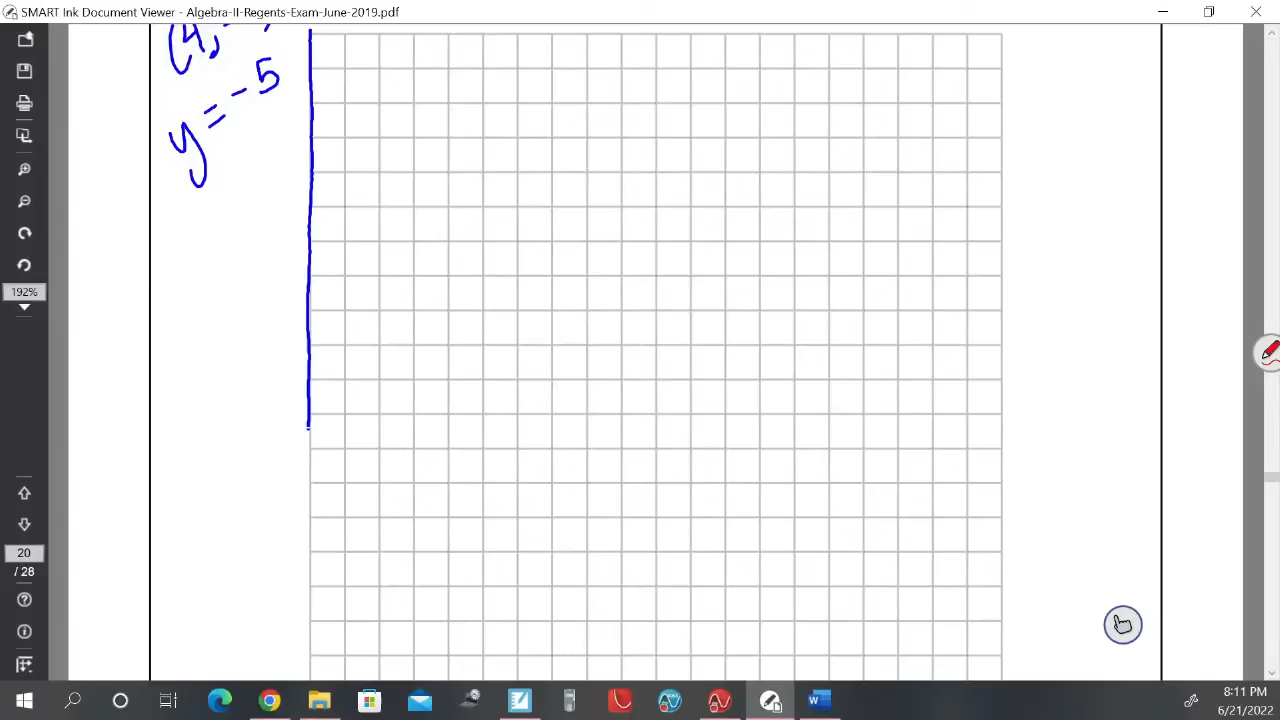 SMART Ink Document Viewer - Algebra-II-Regents-Exam-June-2019.pdf
(4,
y = -5
192%
20
/ 28
8:11 PM
6/21/2022